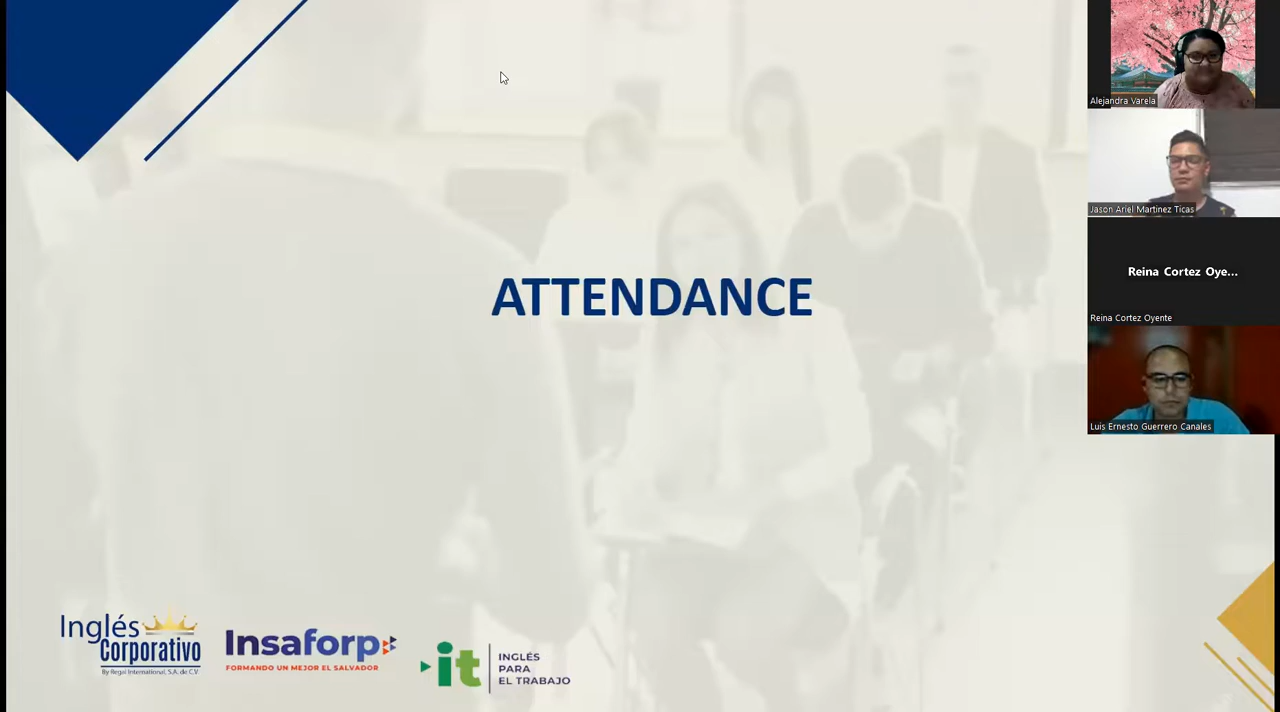 ATTENDANCE
Alejandra Varela
Jason Ariel Martinez Ticas
Reina Cortez Oye...
Reina Cortez Oyente
Luis Ernesto Guerrero Canales
Inglés
Corporativo
By Regal International, S.A. de C.V.
Insaforp
FORMANDO UN MEJOR EL SALVADOR
it
INGLÉS
PARA
EL TRABAJO